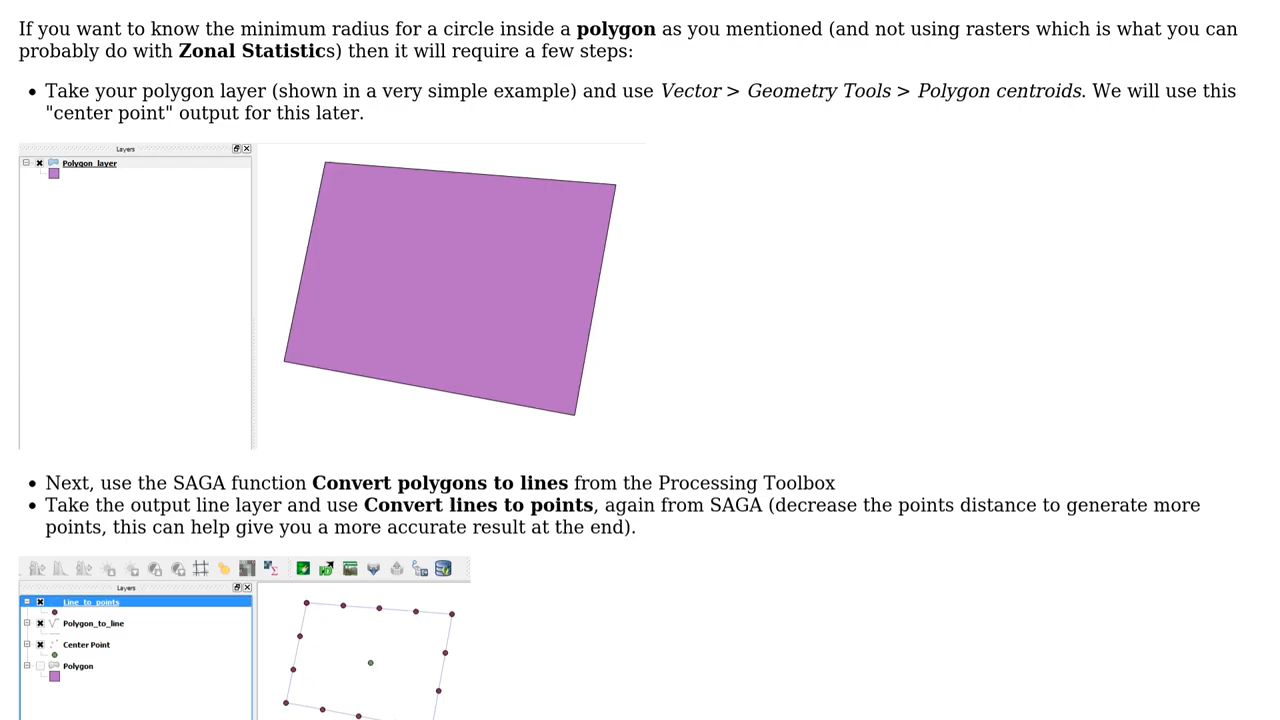 If you want to know the minimum radius for a circle inside a polygon as you mentioned (and not using rasters which is what you can
probably do with Zonal Statistics) then it will require a few steps:
• Take your polygon layer (shown in a very simple example) and use Vector > Geometry Tools > Polygon centroids. We will use this
"center point" output for this later.
Layers
Polygon_layer
• Next, use the SAGA function Convert polygons to lines from the Processing Toolbox
• Take the output line layer and use Convert lines to points, again from SAGA (decrease the points distance to generate more
points, this can help give you a more accurate result at the end).
Layers
Line_to_points
Polygon_to_line
Center Point
Polygon